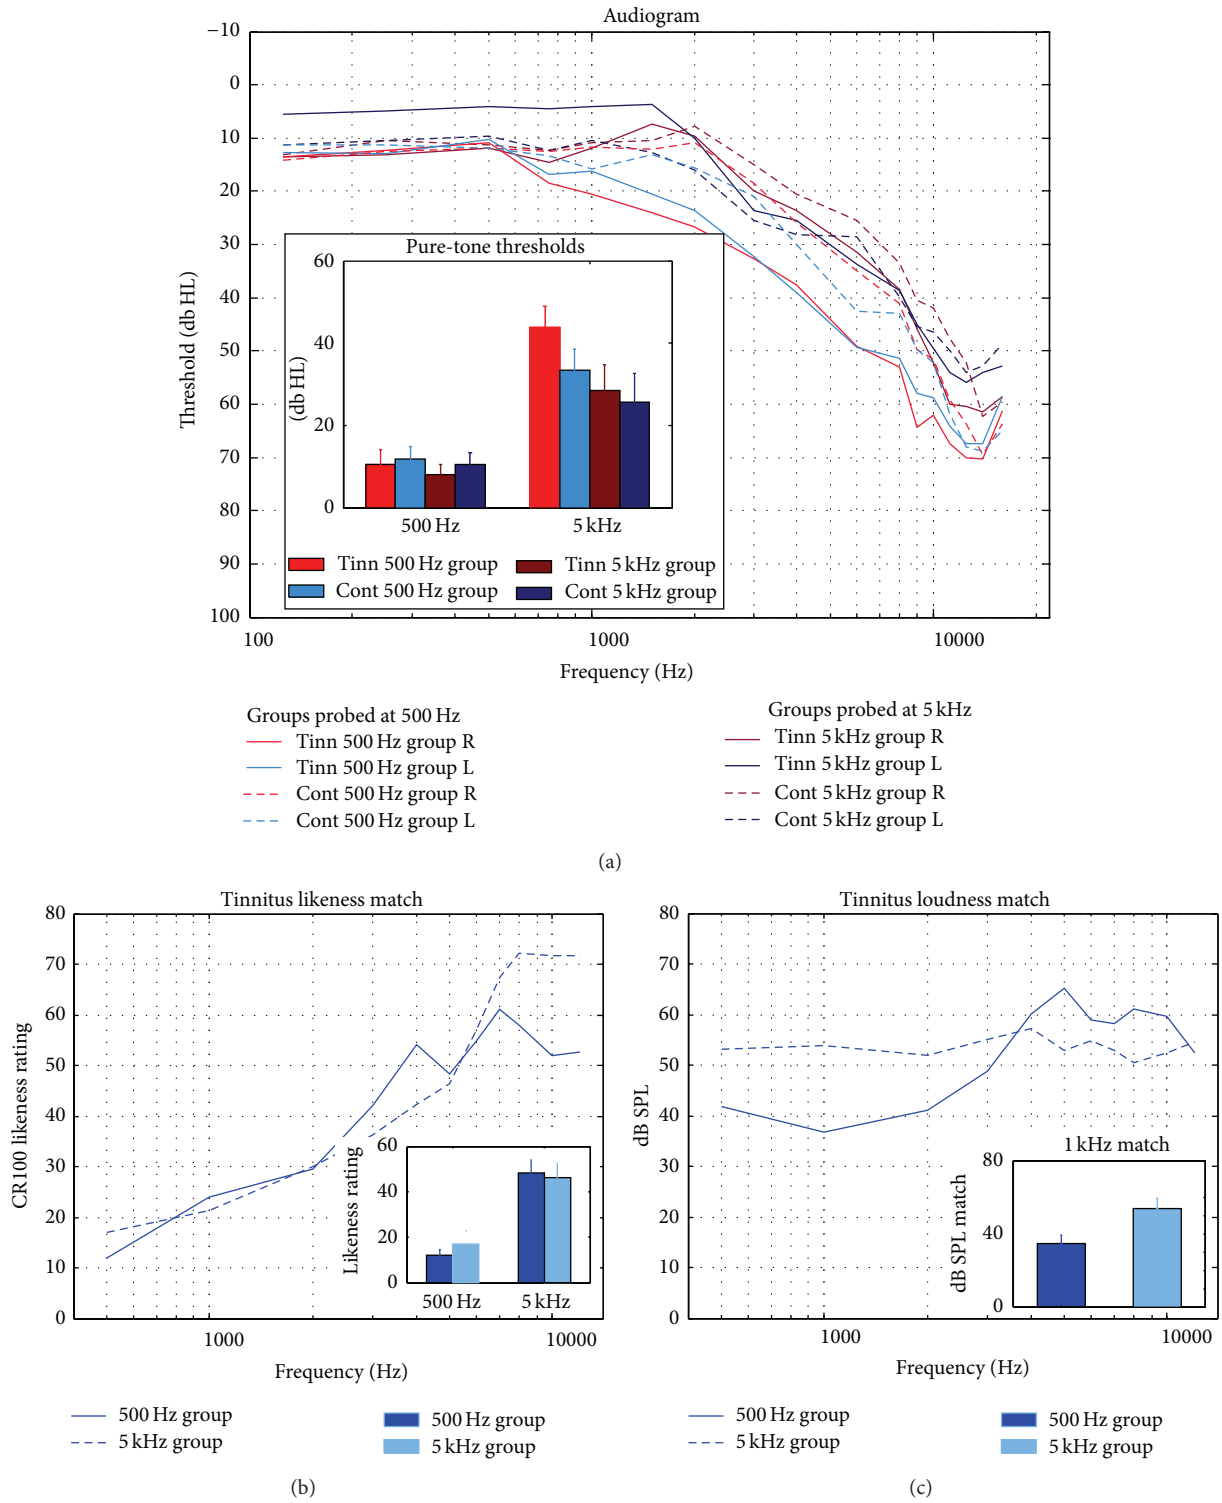 Audiogram
−10
0
10
20
30
40
50
60
70
80
90
100
Threshold (db HL)
Pure-tone thresholds
60
40
20
0
(db HL)
500 Hz
5 kHz
Tinn 500 Hz group
Tinn 5 kHz group
Cont 500 Hz group
Cont 5 kHz group
100
1000
10000
Frequency (Hz)
Groups probed at 500 Hz
Tinn 500 Hz group R
Tinn 500 Hz group L
Cont 500 Hz group R
Cont 500 Hz group L
Groups probed at 5 kHz
Tinn 5 kHz group R
Tinn 5 kHz group L
Cont 5 kHz group R
Cont 5 kHz group L
(a)
Tinnitus likeness match
80
70
60
50
40
30
20
10
0
CR100 likeness rating
60
40
20
0
Likeness rating
500 Hz
5 kHz
1000
10000
Frequency (Hz)
500 Hz group
5 kHz group
500 Hz group
5 kHz group
(b)
Tinnitus loudness match
80
70
60
50
40
30
20
10
0
dB SPL
1 kHz match
80
40
0
dB SPL match
1000
10000
Frequency (Hz)
500 Hz group
5 kHz group
500 Hz group
5 kHz group
(c)